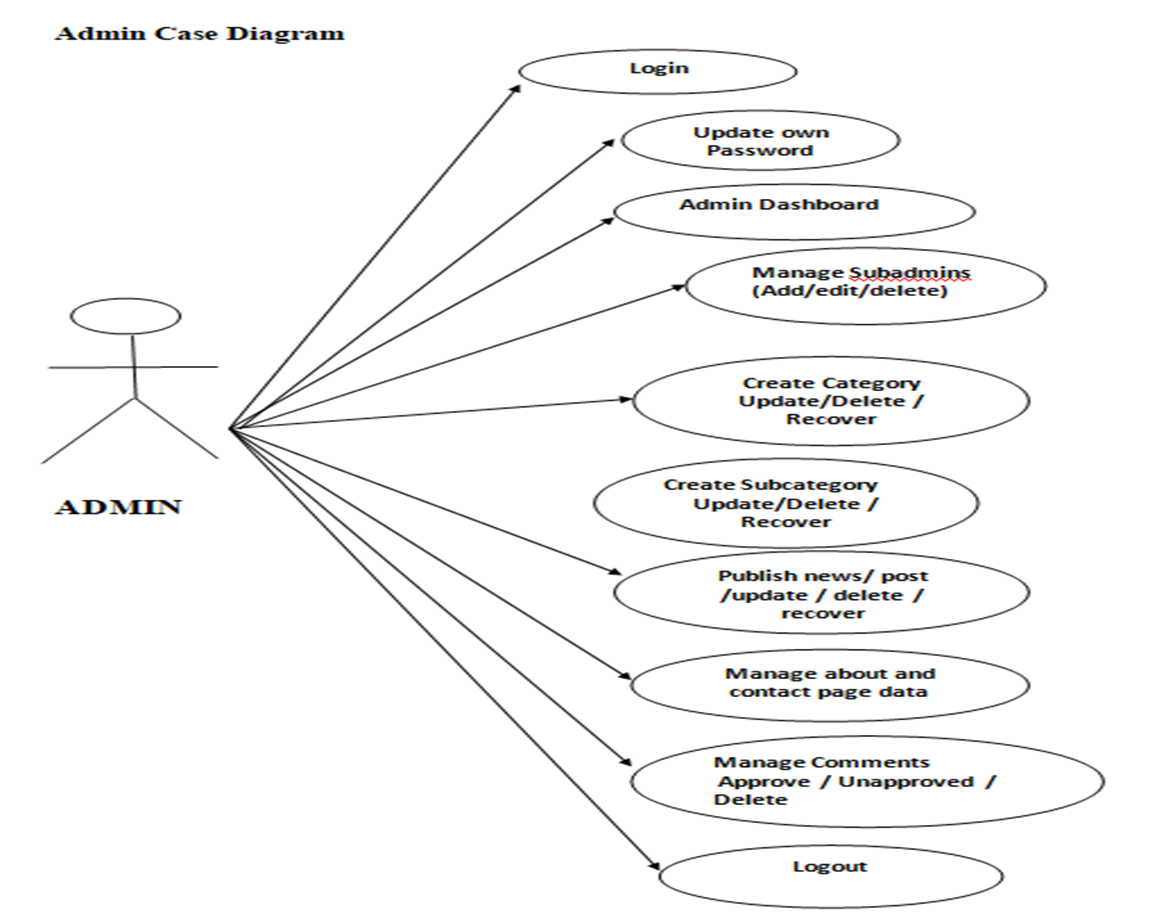 Admin Case Diagram
Login
Update own
Password
Admin Dashboard
Manage Subadmins
(Add/edit/delete)
Create Category
Update/Delete /
Recover
Create Subcategory
Update/Delete /
Recover
ADMIN
Publish news/ post
/update / delete /
recover
Manage about and
contact page data
Manage Comments
Approve / Unapproved /
Delete
Logout